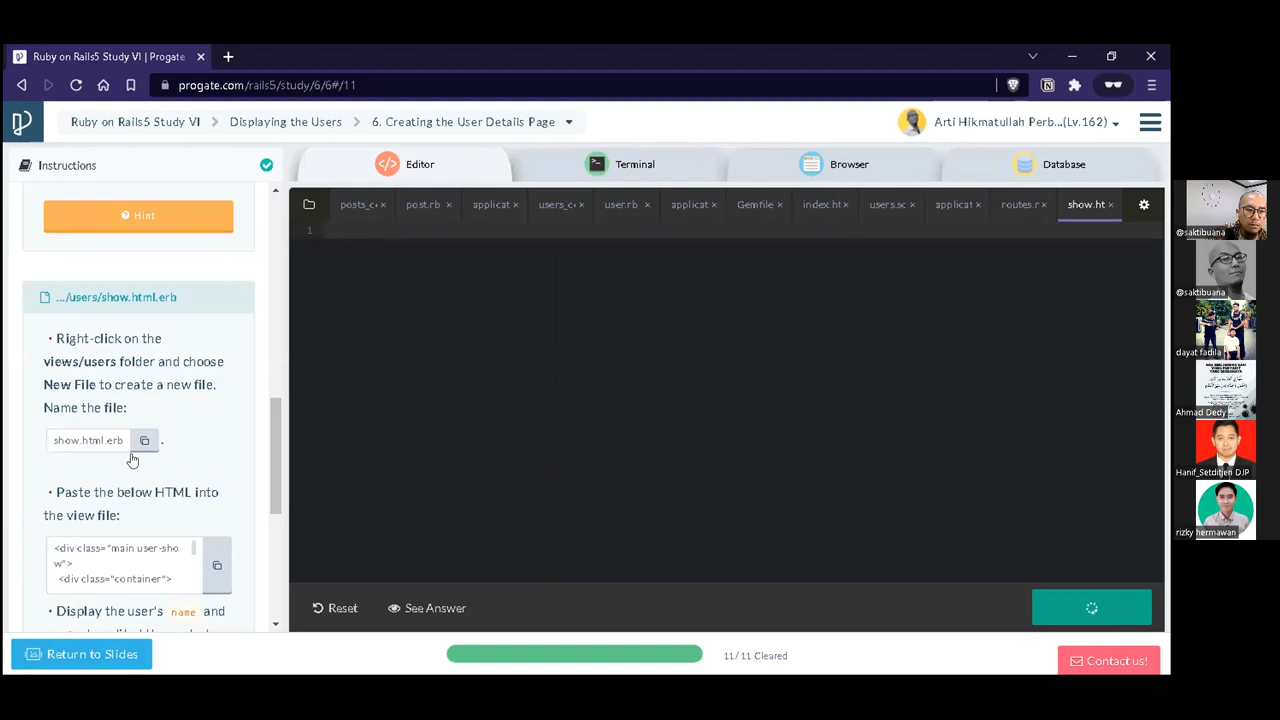 Ruby on Rails5 Study VI | Progate
progate.com/rails5/study/6/6#/11
Ruby on Rails5 Study VI
Displaying the Users
6. Creating the User Details Page
Arti Hikmatullah Perb...(Lv.162)
Instructions
Editor
Terminal
Browser
Database
posts_c
post.rb
applicat
users_c
user.rb
applicat
Gemfile
index.ht
users.sc
applicat
routes.r
show.ht
1
Hint
.../users/show.html.erb
・Right-click on the
views/users folder and choose
New File to create a new file.
Name the file:
show.html.erb .
・Paste the below HTML into
the view file:
<div class="main user-sho
w">
<div class="container">
・Display the user's name and
Reset
See Answer
Return to Slides
11/11 Cleared
Contact us!
@saktibuana
@saktibuana
dayat fadila
Ahmad Dedy
Hanif_Setditjen DJP
rizky hermawan